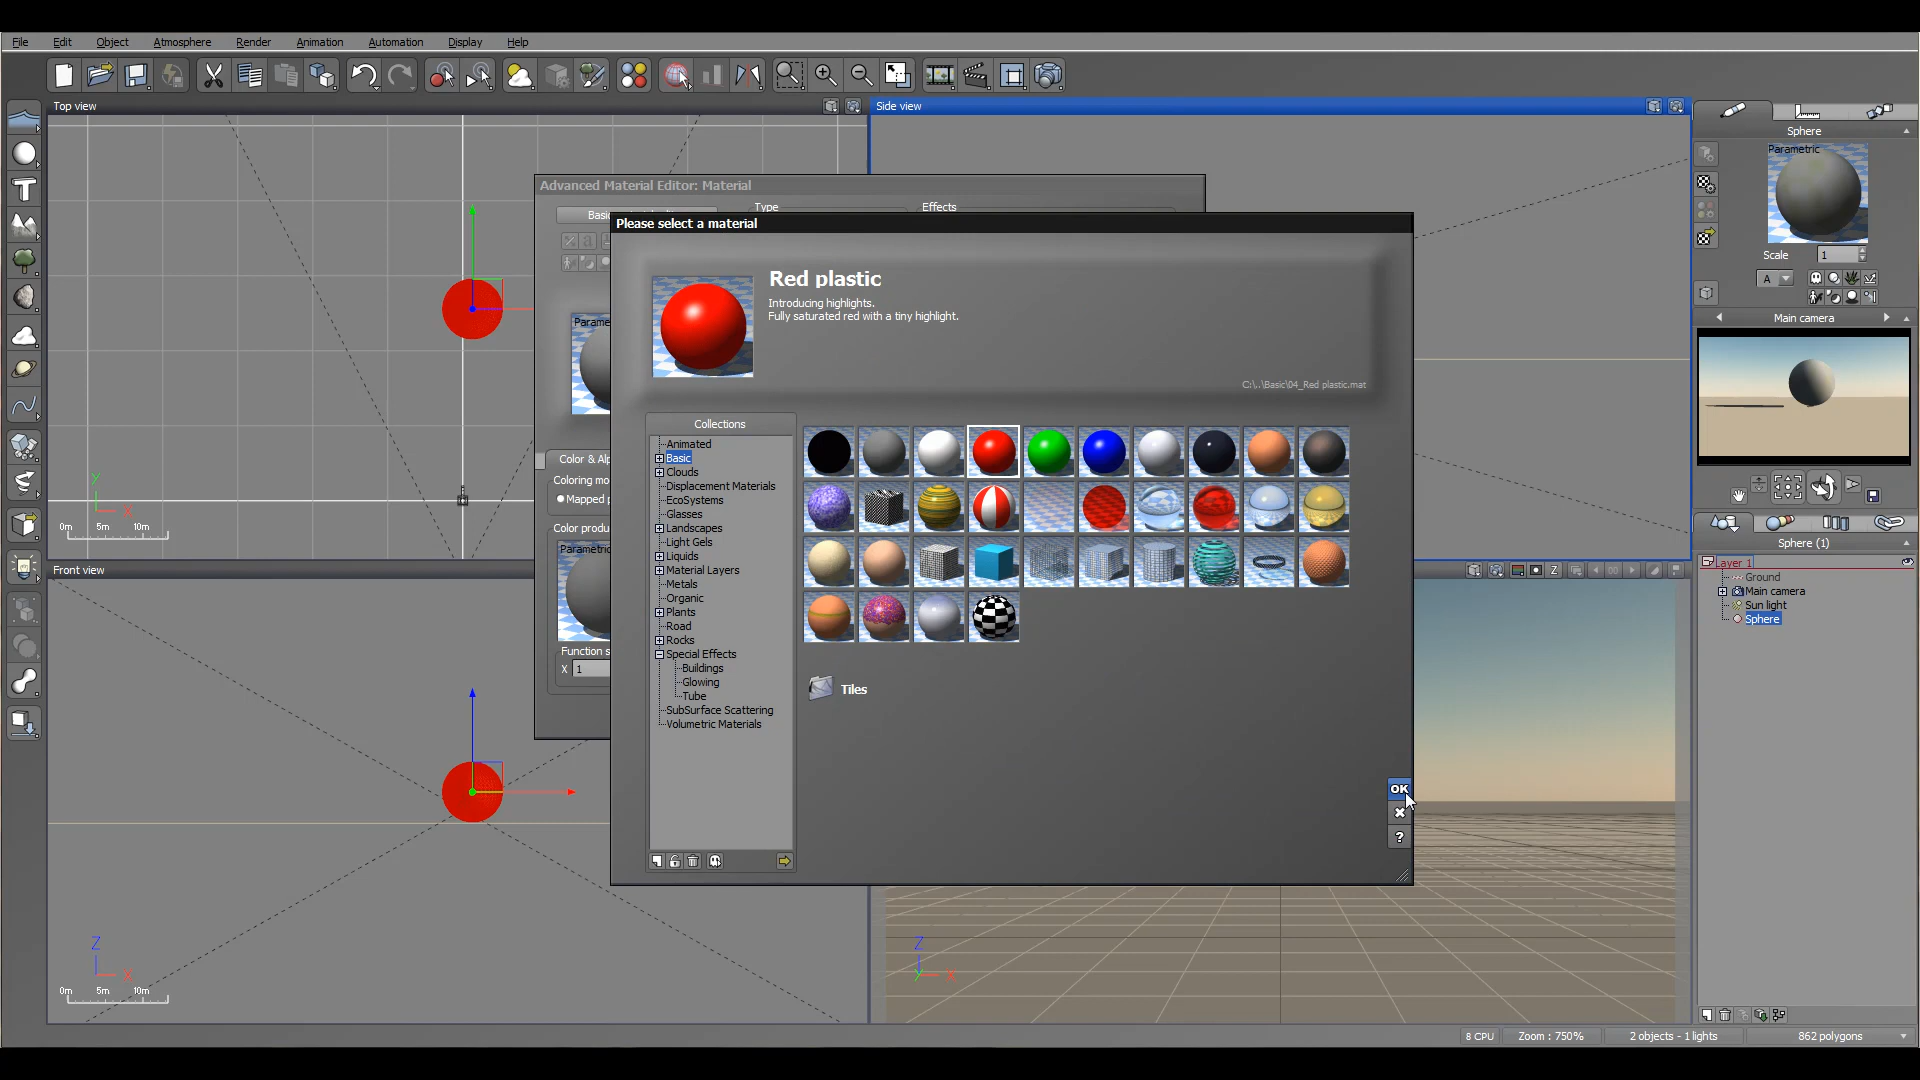 File Edit Object Atmosphere Render Animation Automation Display Help
Top view
Side view
Sphere
Parametric
Scale 1
A
Main camera
Advanced Material Editor: Material
Type
Effects
Please select a material
Red plastic
Introducing highlights.
Fully saturated red with a tiny highlight.
C:\..\Basic\04_Red plastic.mat
Collections
Animated
Basic
Clouds
Displacement Materials
EcoSystems
Glasses
Landscapes
Light Gels
Liquids
Material Layers
Metals
Organic
Plants
Road
Rocks
Special Effects
Buildings
Glowing
Tube
SubSurface Scattering
Volumetric Materials
Tiles
OK
?
Color & Alp
Coloring mo
Mapped p
Color produ
Parametri
Function s
X 1
Y
X
0m 5m 10m
Front view
Z
X
0m 5m 10m
Z
Y X
Sphere (1)
Layer 1
Ground
Main camera
Sun light
Sphere
8 CPU Zoom : 750% 2 objects - 1 lights 862 polygons